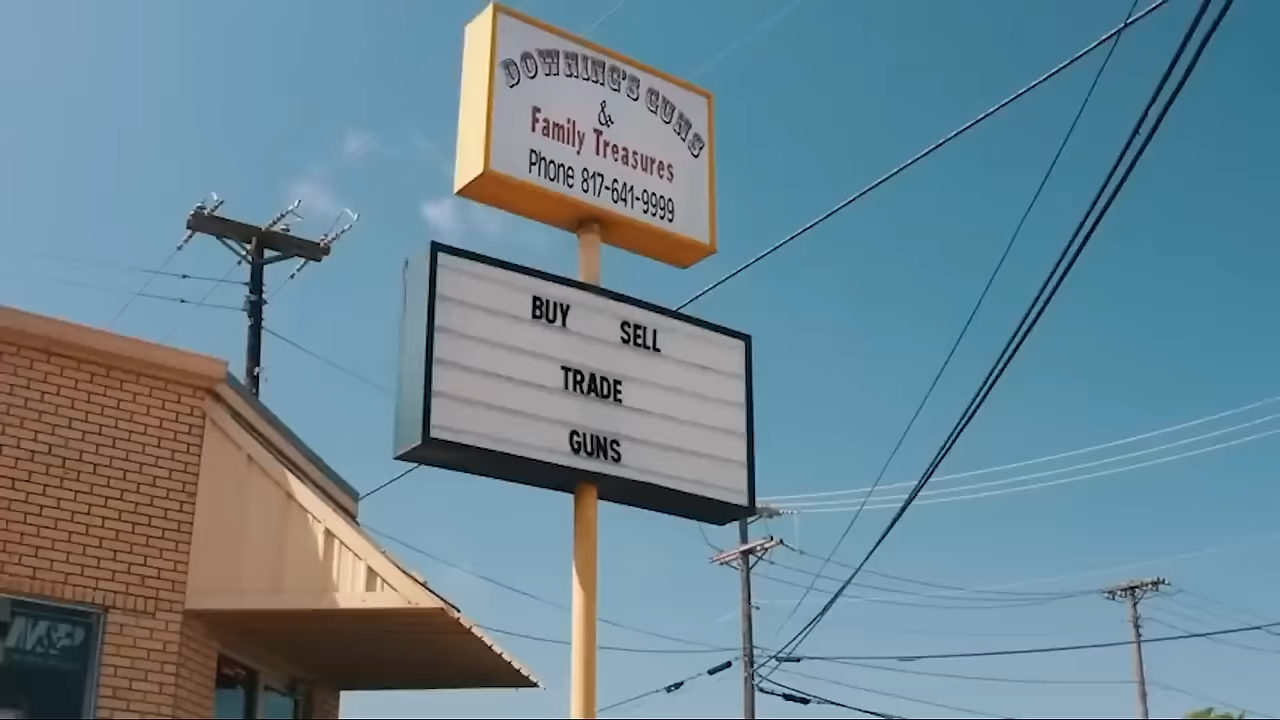 DOWNING'S GUNS
&
Family Treasures
Phone 817-641-9999
BUY SELL
TRADE
GUNS
M&P